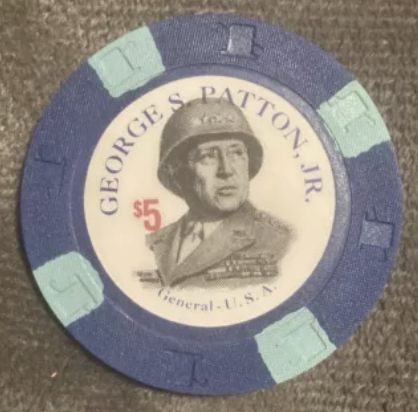 GEORGE S. PATTON, JR.
$5
General - U.S.A.